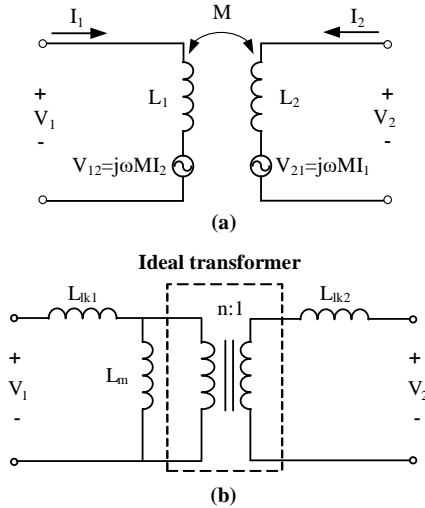 I₁ M I₂
+ L₁ L₂ +
V₁ V₂
- -
V₁₂=jωMI₂ V₂₁=jωMI₁
(a)
Ideal transformer
Llk1 n:1 Llk2
+ +
V₁ Lm V₂
- -
(b)